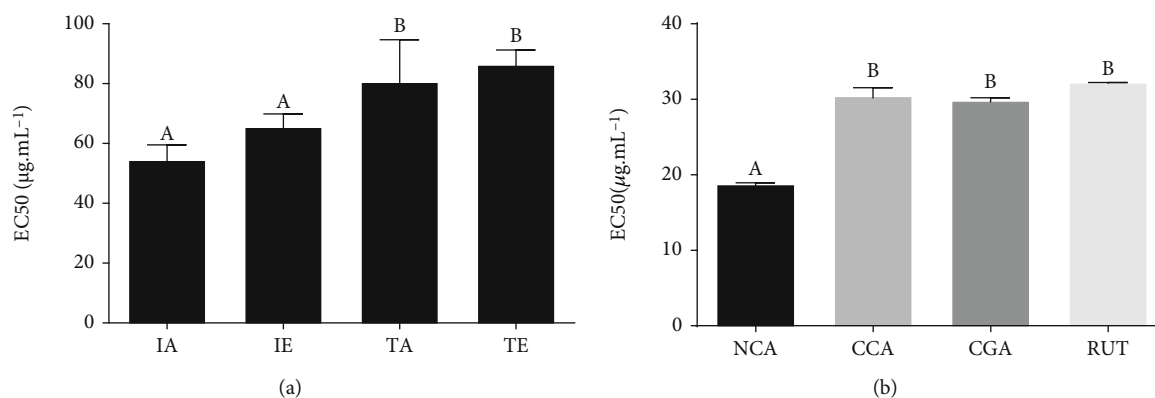 EC50 (μg.mL⁻¹)
100
80
60
40
20
0
A
A
B
B
IA IE TA TE
(a)
EC50(μg.mL⁻¹)
40
30
20
10
0
A
B
B
B
NCA CCA CGA RUT
(b)